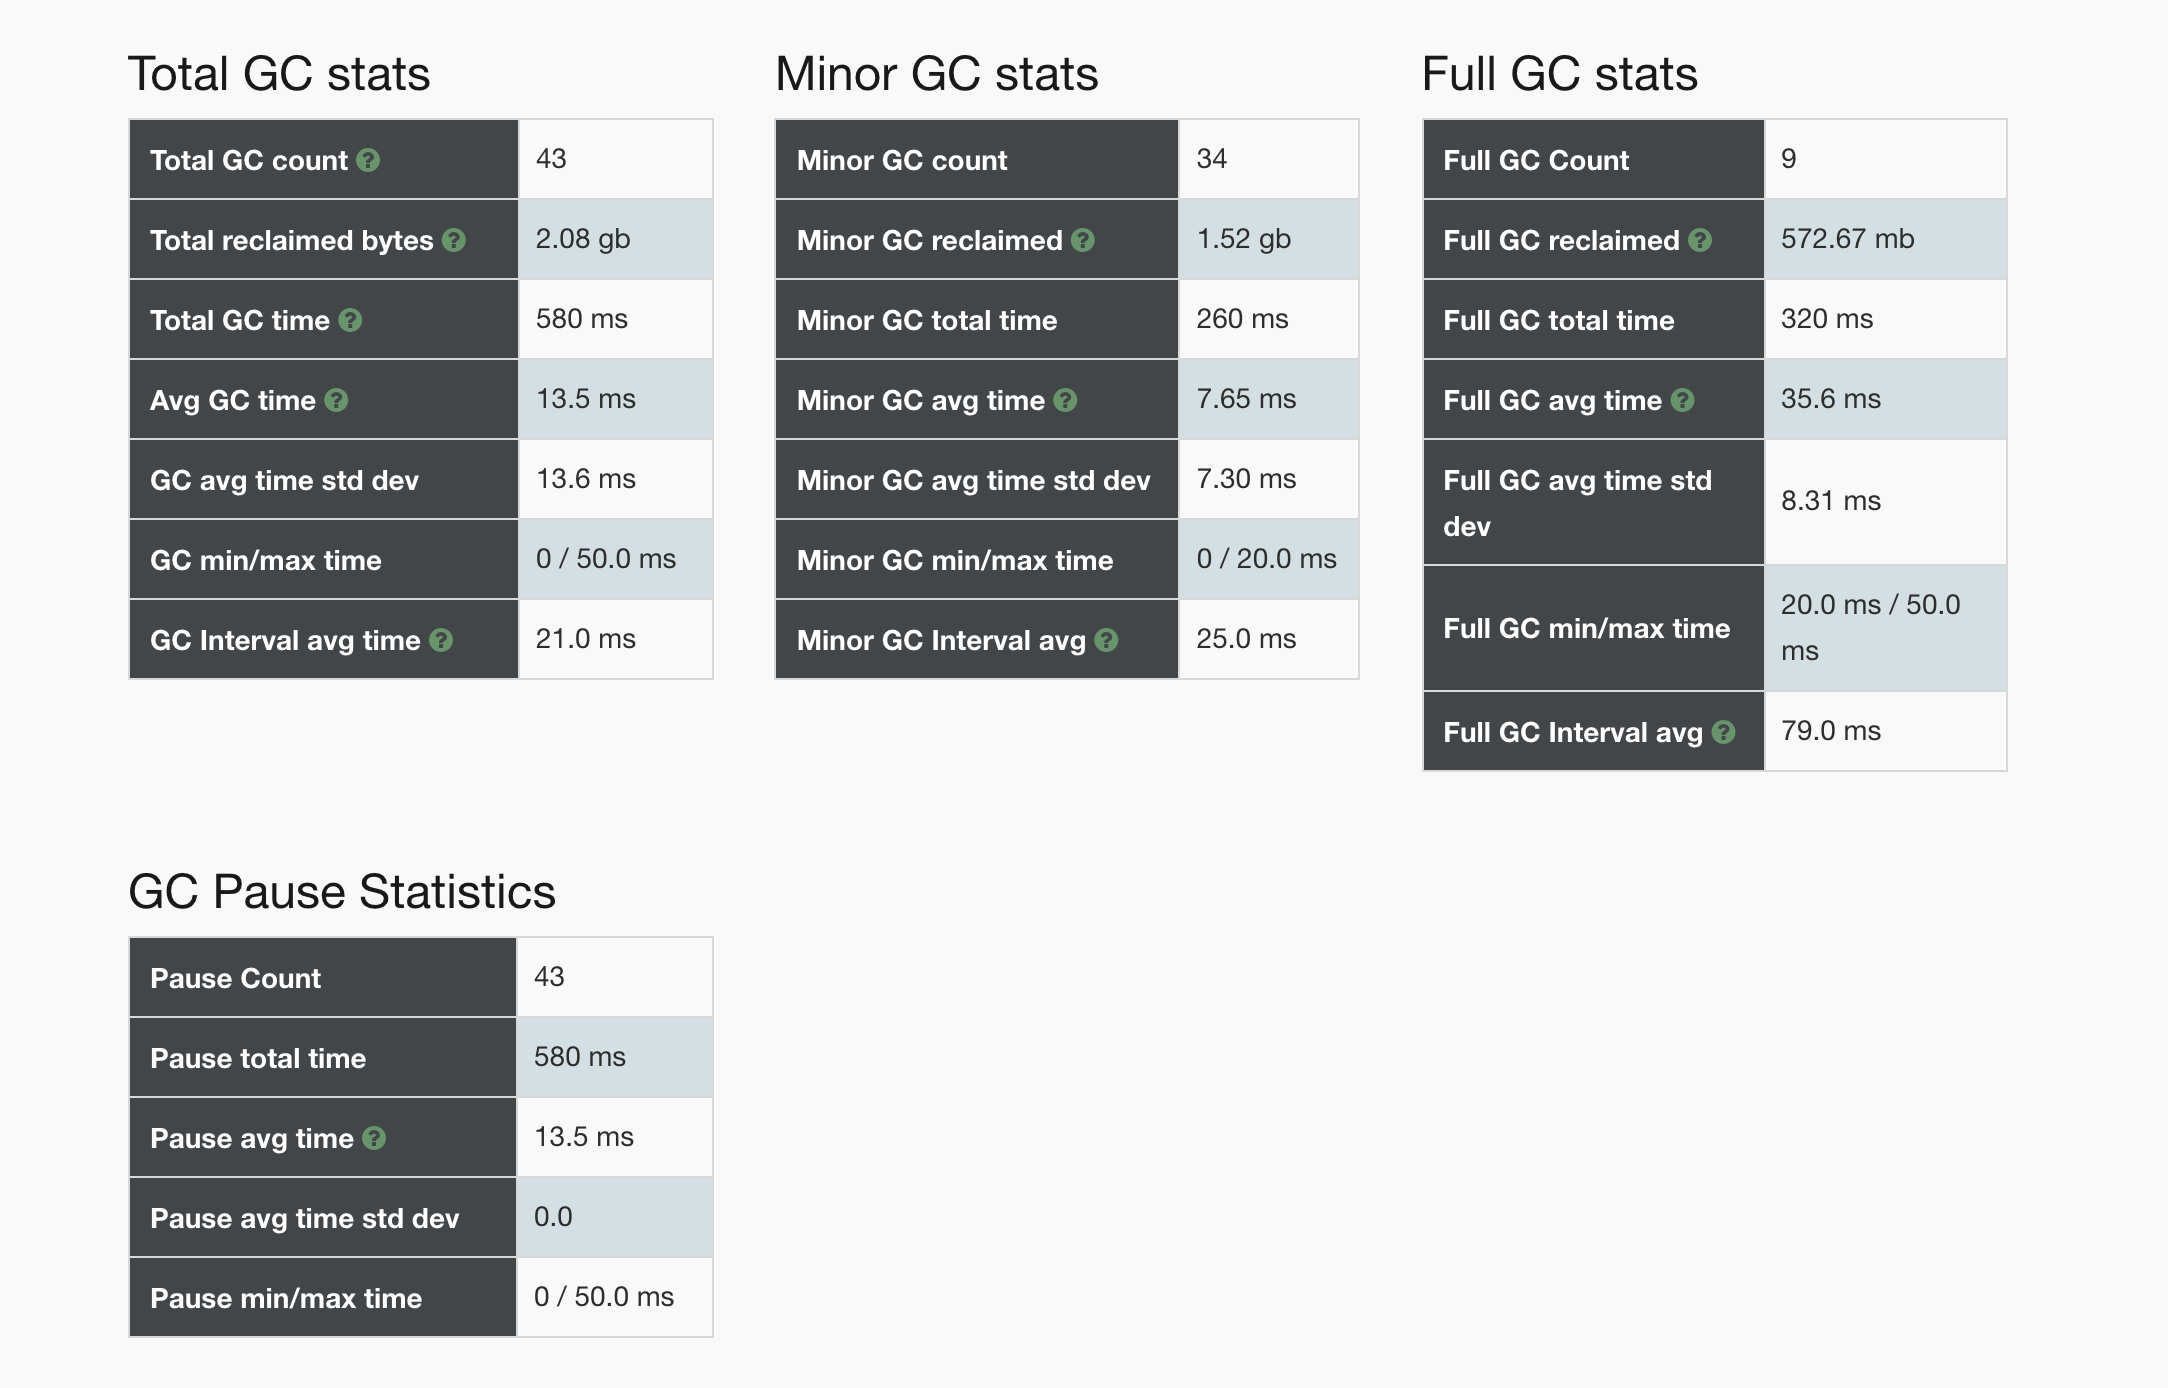 Total GC stats
Total GC count ? 43
Total reclaimed bytes ? 2.08 gb
Total GC time ? 580 ms
Avg GC time ? 13.5 ms
GC avg time std dev 13.6 ms
GC min/max time 0 / 50.0 ms
GC Interval avg time ? 21.0 ms
Minor GC stats
Minor GC count 34
Minor GC reclaimed ? 1.52 gb
Minor GC total time 260 ms
Minor GC avg time ? 7.65 ms
Minor GC avg time std dev 7.30 ms
Minor GC min/max time 0 / 20.0 ms
Minor GC Interval avg ? 25.0 ms
Full GC stats
Full GC Count 9
Full GC reclaimed ? 572.67 mb
Full GC total time 320 ms
Full GC avg time ? 35.6 ms
Full GC avg time std
dev
8.31 ms
Full GC min/max time
20.0 ms / 50.0
ms
Full GC Interval avg ? 79.0 ms
GC Pause Statistics
Pause Count 43
Pause total time 580 ms
Pause avg time ? 13.5 ms
Pause avg time std dev 0.0
Pause min/max time 0 / 50.0 ms